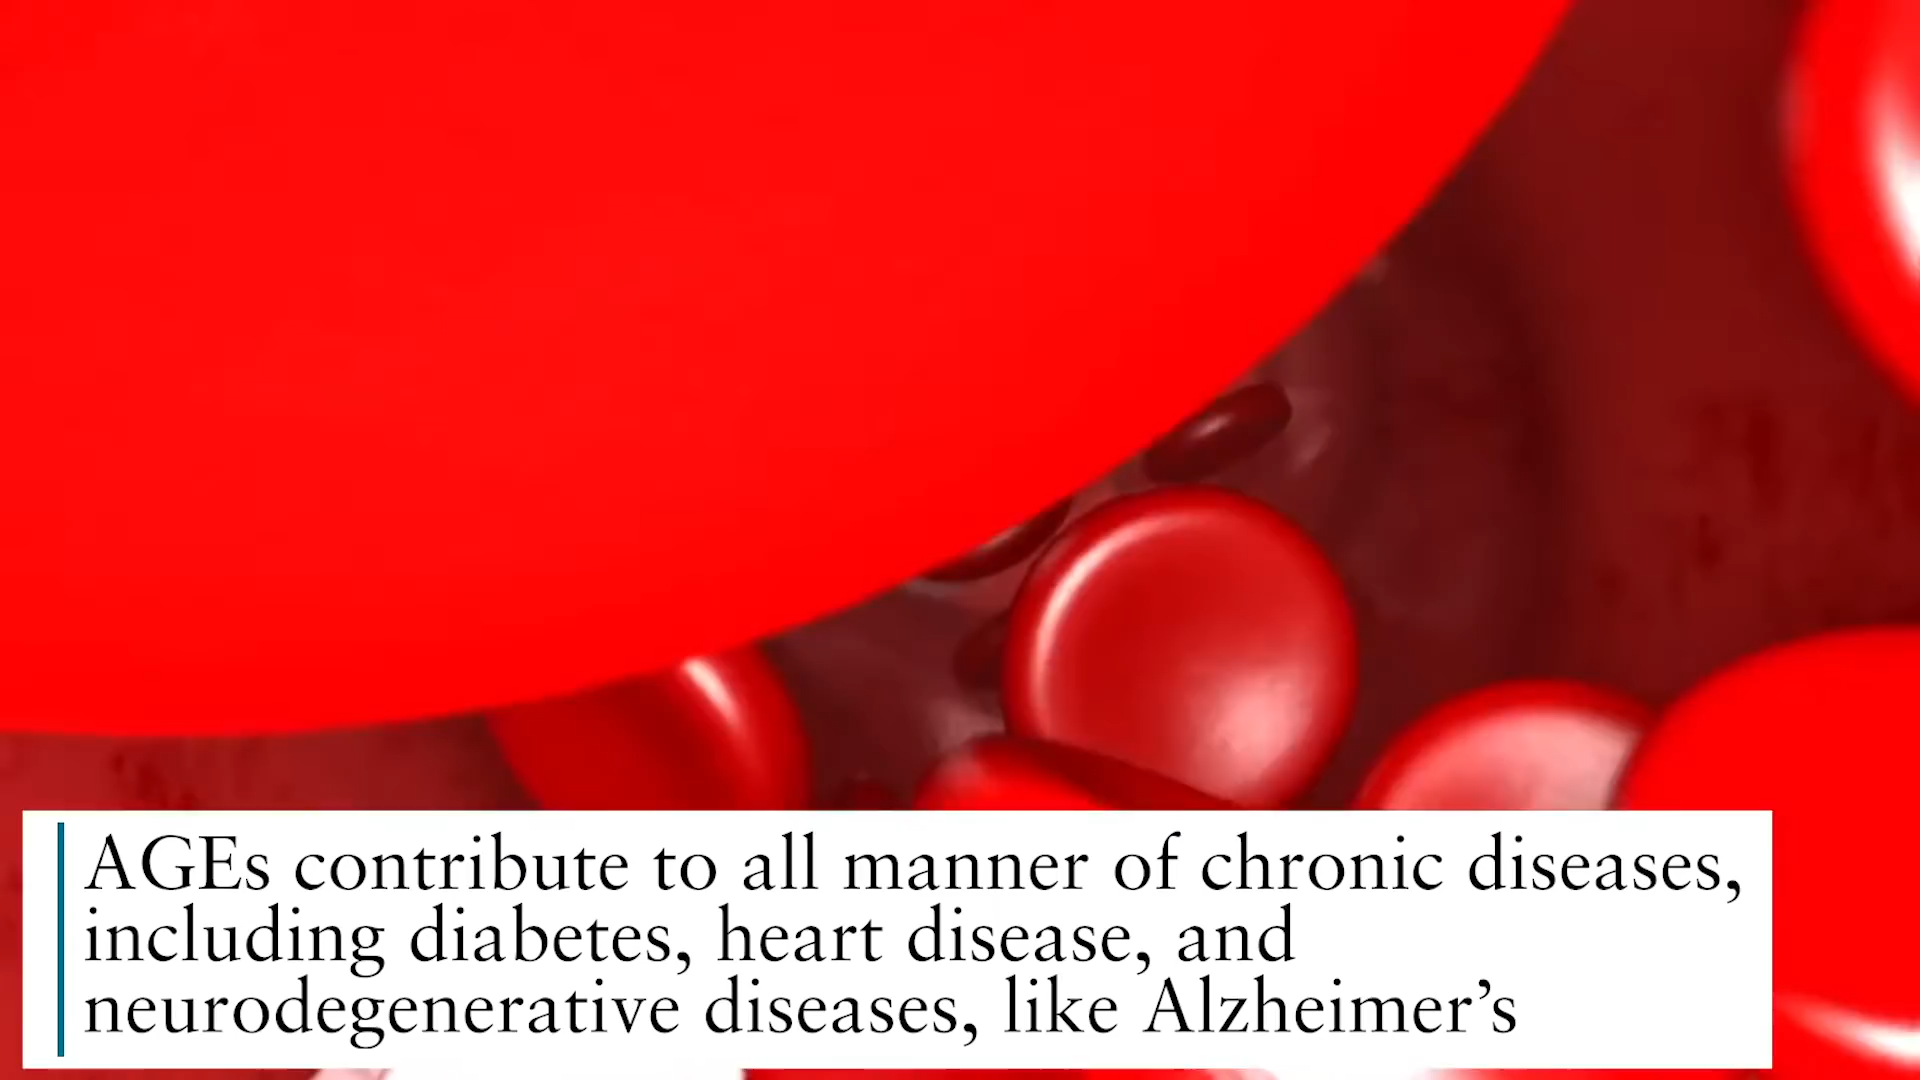 AGEs contribute to all manner of chronic diseases,
including diabetes, heart disease, and
neurodegenerative diseases, like Alzheimer’s